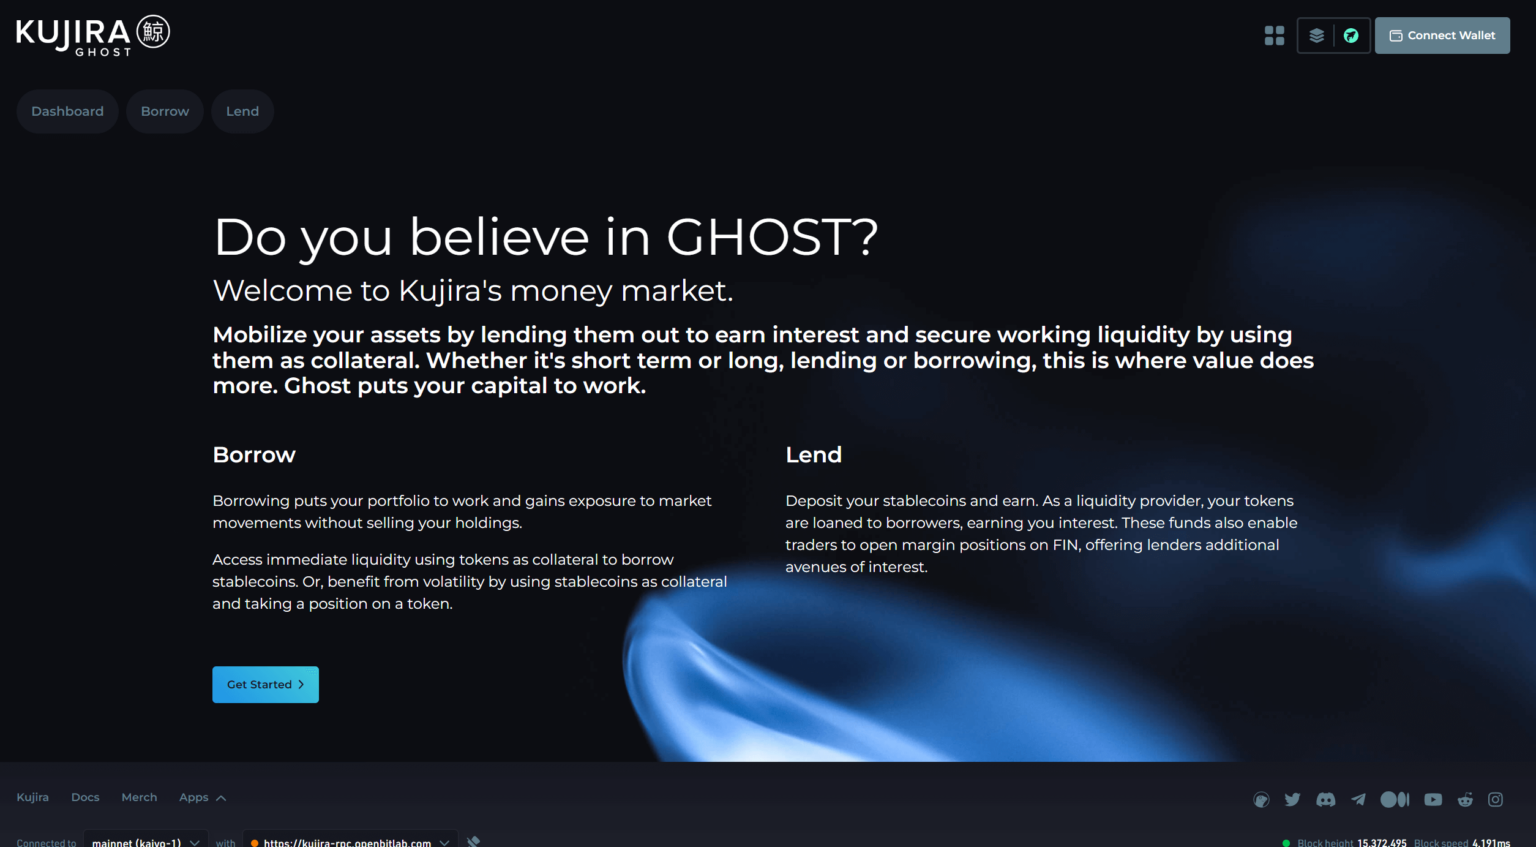 KUJIRA 鯨
GHOST
Connect Wallet
Dashboard Borrow Lend
Do you believe in GHOST?
Welcome to Kujira's money market.
Mobilize your assets by lending them out to earn interest and secure working liquidity by using
them as collateral. Whether it's short term or long, lending or borrowing, this is where value does
more. Ghost puts your capital to work.
Borrow
Borrowing puts your portfolio to work and gains exposure to market
movements without selling your holdings.
Access immediate liquidity using tokens as collateral to borrow
stablecoins. Or, benefit from volatility by using stablecoins as collateral
and taking a position on a token.
Get Started
Lend
Deposit your stablecoins and earn. As a liquidity provider, your tokens
are loaned to borrowers, earning you interest. These funds also enable
traders to open margin positions on FIN, offering lenders additional
avenues of interest.
Kujira Docs Merch Apps
Connected to mainnet (kaiyo-1) with https://kujira-rpc.openbitlab.com
Block height 15,372,495 Block speed 4.191ms